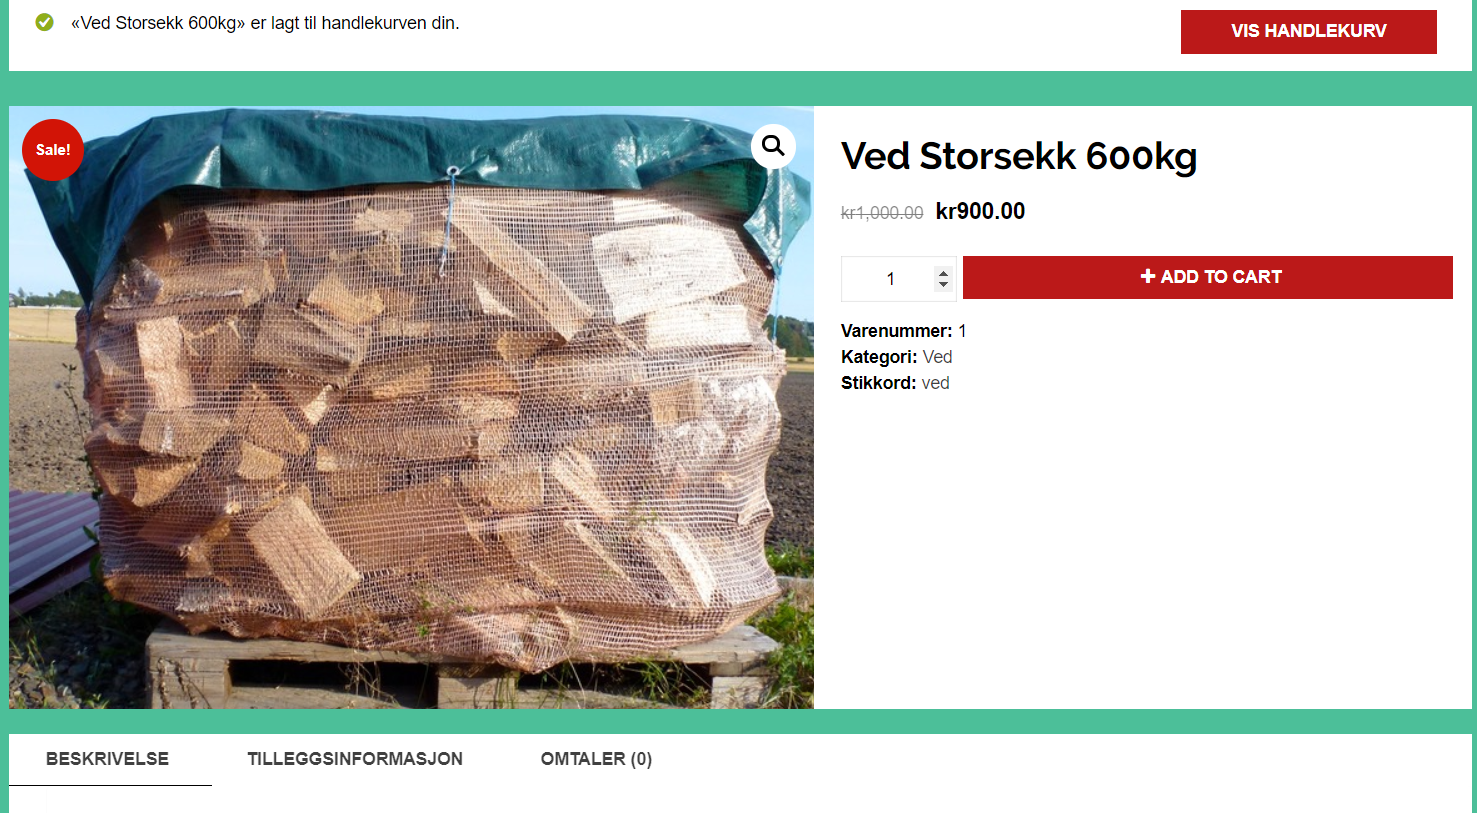 «Ved Storsekk 600kg» er lagt til handlekurven din.
VIS HANDLEKURV
Sale!
Ved Storsekk 600kg
kr1,000.00 kr900.00
1
ADD TO CART
Varenummer: 1
Kategori: Ved
Stikkord: ved
BESKRIVELSE
TILLEGGSINFORMASJON
OMTALER (0)